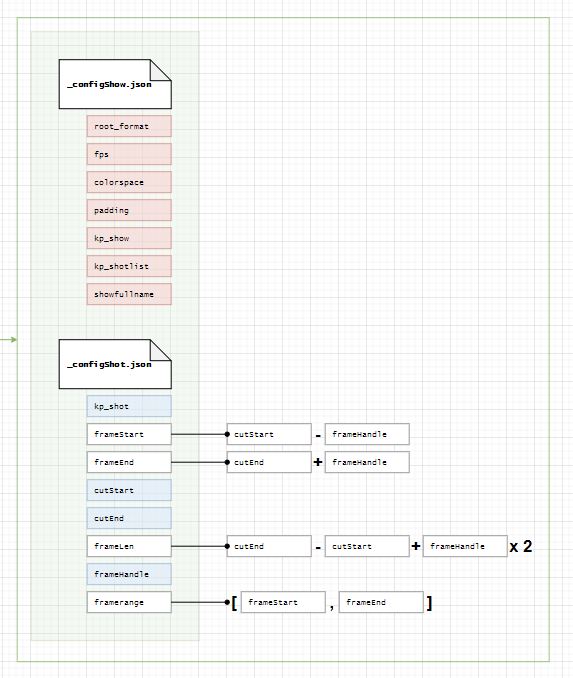 _configShow.json
root_format
fps
colorspace
padding
kp_show
kp_shotlist
showfullname
_configShot.json
kp_shot
frameStart cutStart - frameHandle
frameEnd cutEnd + frameHandle
cutStart
cutEnd
frameLen cutEnd - cutStart + frameHandle x 2
frameHandle
framerange [ frameStart , frameEnd ]